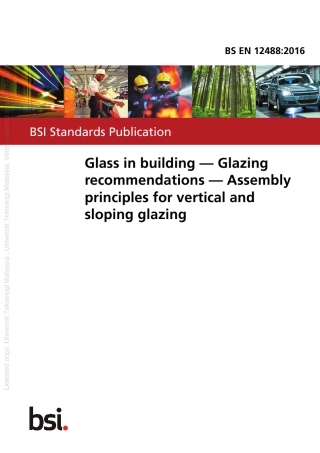 BS EN 12488:2016
BSI Standards Publication
Glass in building — Glazing
recommendations — Assembly
principles for vertical and
sloping glazing
Licensed copy: Universiti Teknologi Malaysia, Universiti Teknologi Malaysia, Version
bsi.